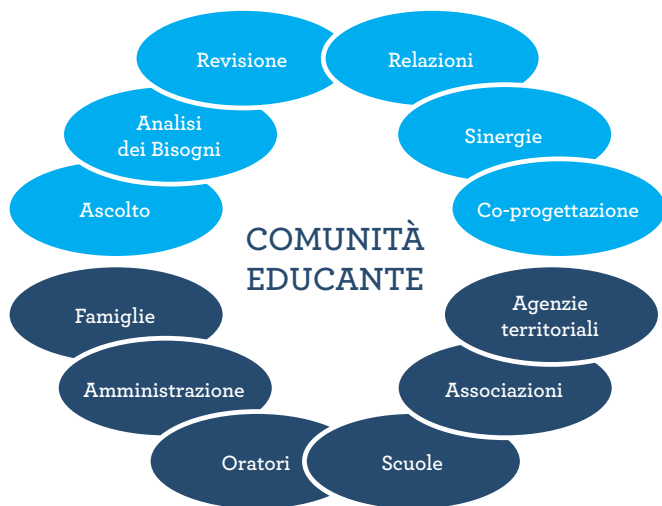 Revisione
Relazioni
Analisi
dei Bisogni
Sinergie
Ascolto
Co-progettazione
COMUNITÀ
EDUCANTE
Famiglie
Agenzie
territoriali
Amministrazione
Associazioni
Oratori
Scuole